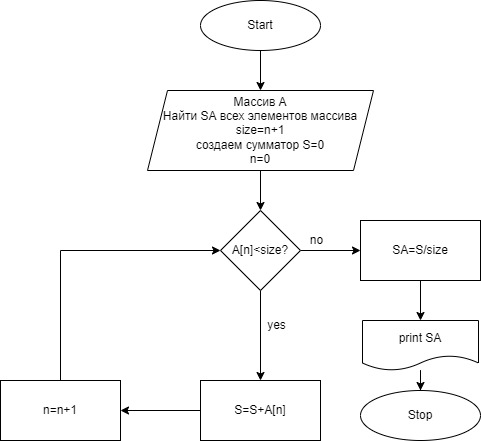 Start
Массив А
Найти SA всех элементов массива
size=n+1
создаем сумматор S=0
n=0
A[n]<size?
no
SA=S/size
yes
print SA
n=n+1
S=S+A[n]
Stop